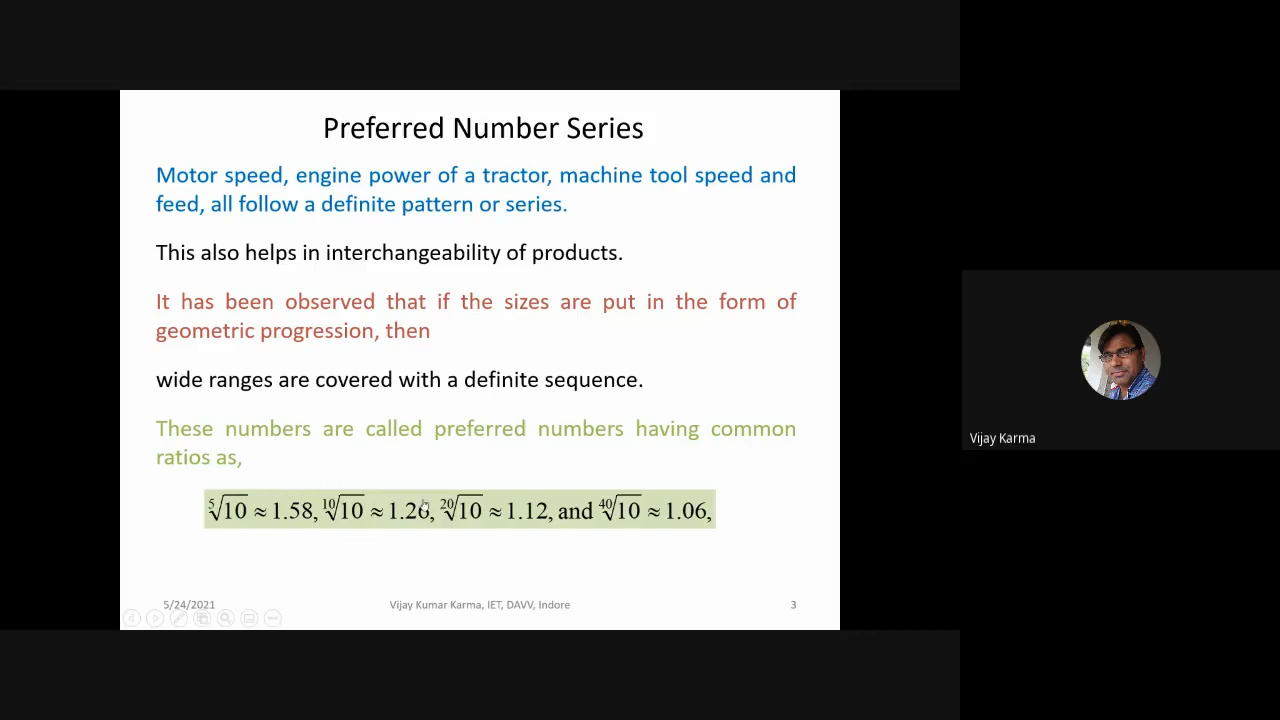 Preferred Number Series
Motor speed, engine power of a tractor, machine tool speed and
feed, all follow a definite pattern or series.
This also helps in interchangeability of products.
It has been observed that if the sizes are put in the form of
geometric progression, then
wide ranges are covered with a definite sequence.
These numbers are called preferred numbers having common
ratios as,
⁵√10 ≈ 1.58, ¹⁰√10 ≈ 1.26, ²⁰√10 ≈ 1.12, and ⁴⁰√10 ≈ 1.06,
5/24/2021
Vijay Kumar Karma, IET, DAVV, Indore
3
Vijay Karma